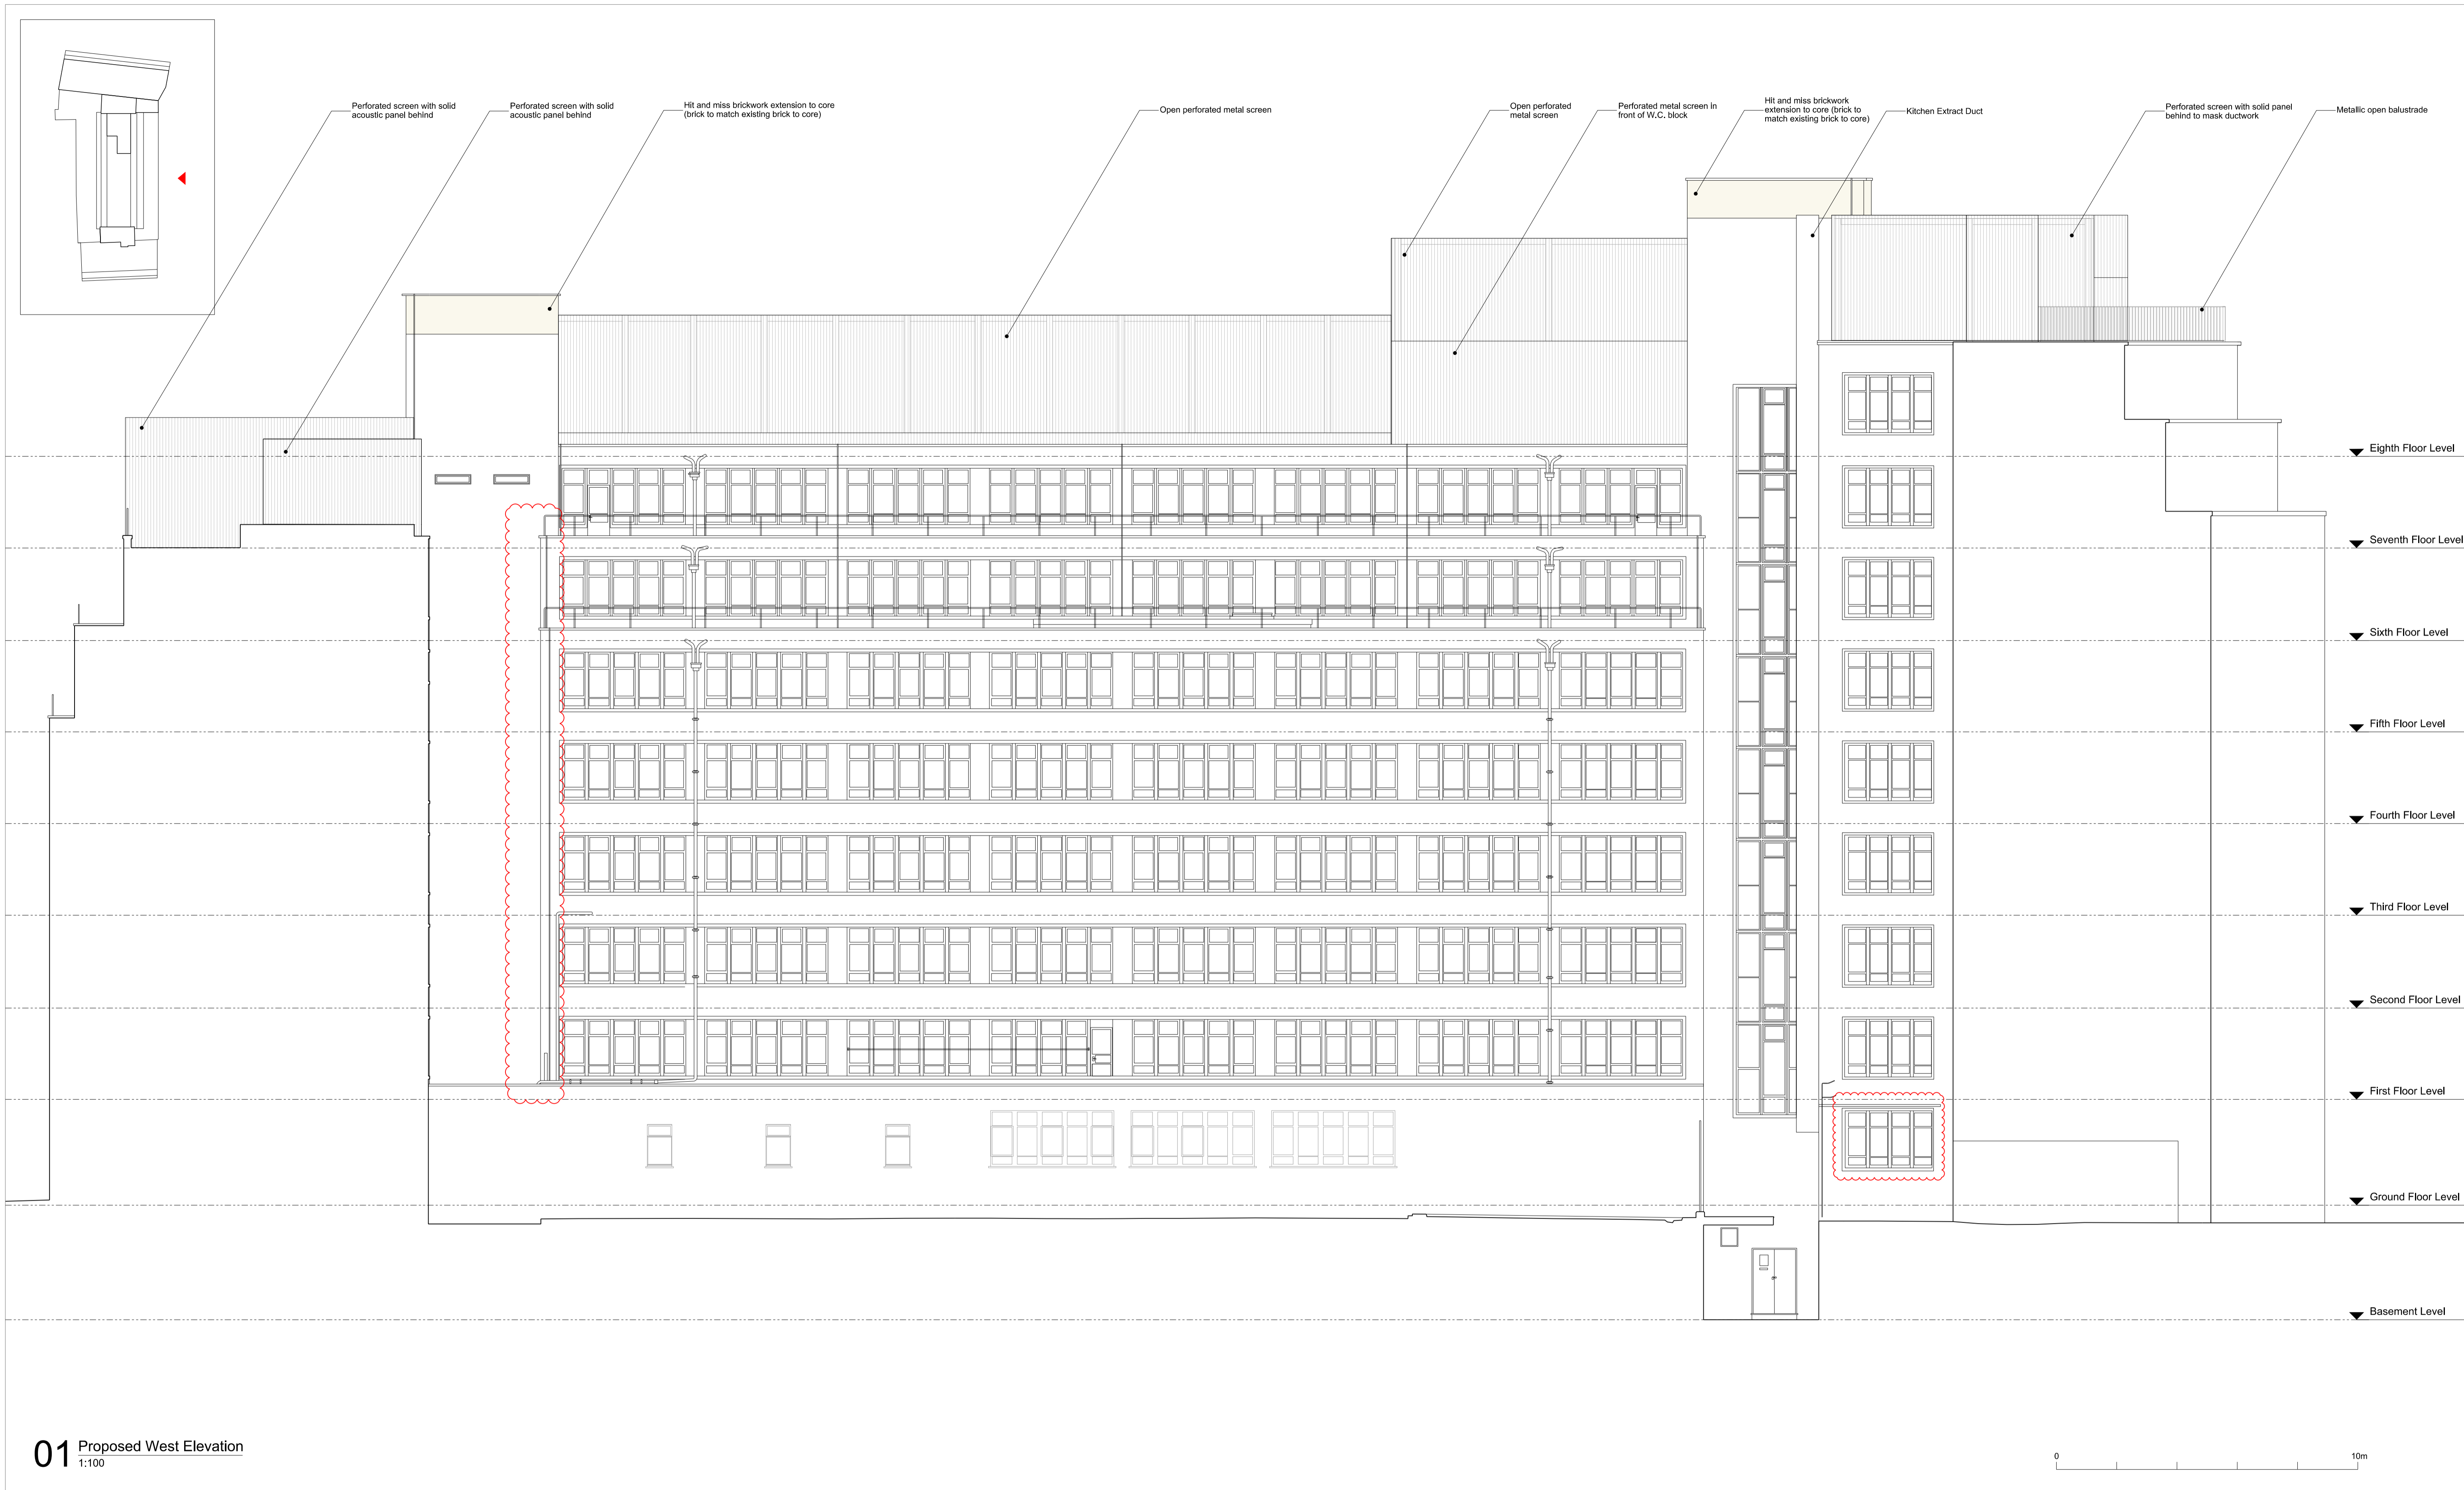 Perforated screen with solid
acoustic panel behind
Perforated screen with solid
acoustic panel behind
Hit and miss brickwork extension to core
(brick to match existing brick to core)
Open perforated metal screen
Open perforated
metal screen
Perforated metal screen in
front of W.C. block
Hit and miss brickwork
extension to core (brick to
match existing brick to core)
Kitchen Extract Duct
Perforated screen with solid panel
behind to mask ductwork
Metallic open balustrade
Eighth Floor Level
Seventh Floor Level
Sixth Floor Level
Fifth Floor Level
Fourth Floor Level
Third Floor Level
Second Floor Level
First Floor Level
Ground Floor Level
Basement Level
01 Proposed West Elevation
1:100
0 10m